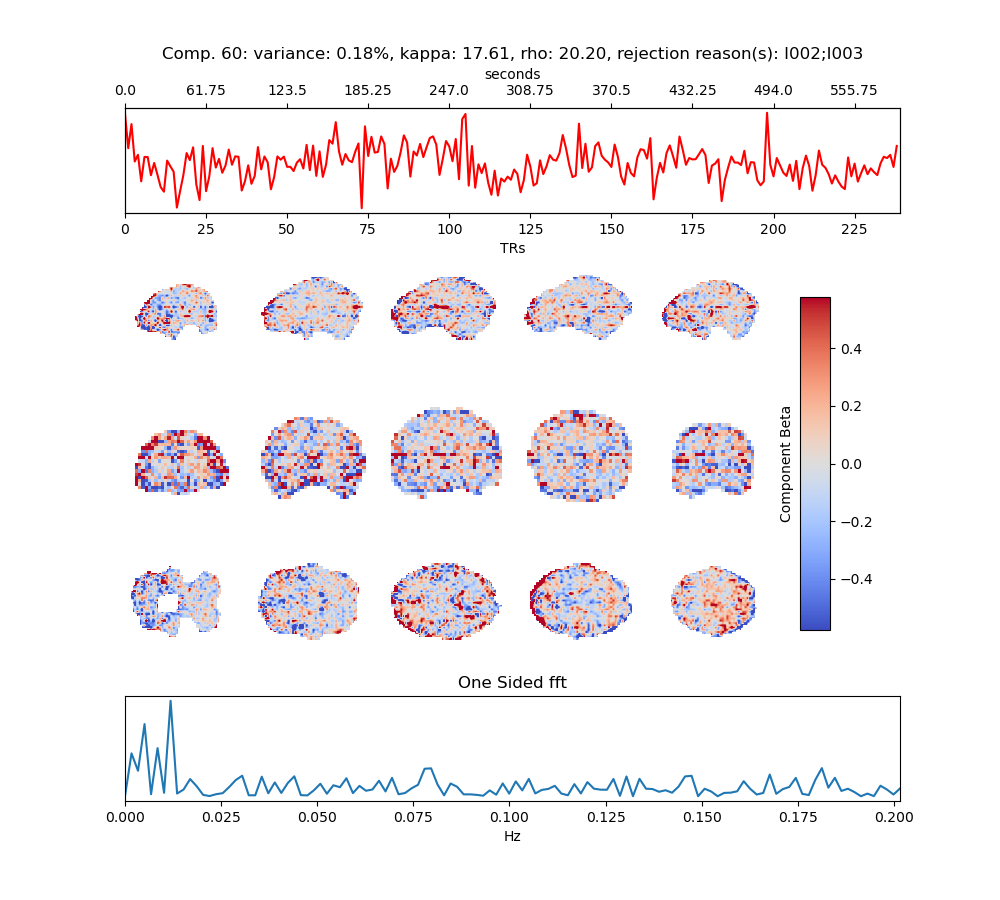 Comp. 60: variance: 0.18%, kappa: 17.61, rho: 20.20, rejection reason(s): I002;I003
seconds
0.0 61.75 123.5 185.25 247.0 308.75 370.5 432.25 494.0 555.75
0 25 50 75 100 125 150 175 200 225
TRs
0.4
0.2
0.0
−0.2
−0.4
Component Beta
One Sided fft
0.000 0.025 0.050 0.075 0.100 0.125 0.150 0.175 0.200
Hz